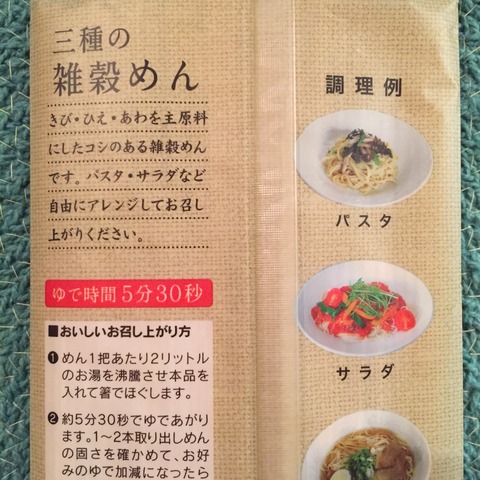 三種の
雑穀めん
きび・ひえ・あわを主原料
にしたコシのある雑穀めん
です。パスタ・サラダなど
自由にアレンジしてお召し
上がりください。
ゆで時間5分30秒
■おいしいお召し上がり方
❶めん1把あたり2リットル
のお湯を沸騰させ本品を
入れて箸でほぐします。
❷約5分30秒でゆであがり
ます。1〜2本取り出しめん
の固さを確かめて、お好
みのゆで加減になったら
調理例
パスタ
サラダ